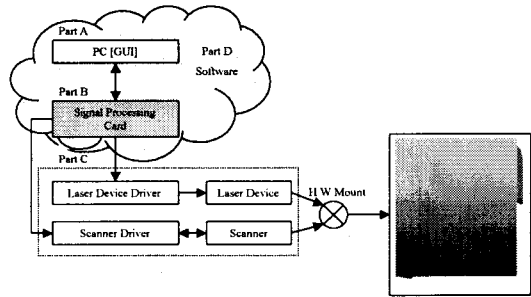 Part A
PC [GUI]
Part D
Software
Part B
Signal Processing
Card
Part C
Laser Device Driver
Laser Device
H W Mount
Scanner Driver
Scanner